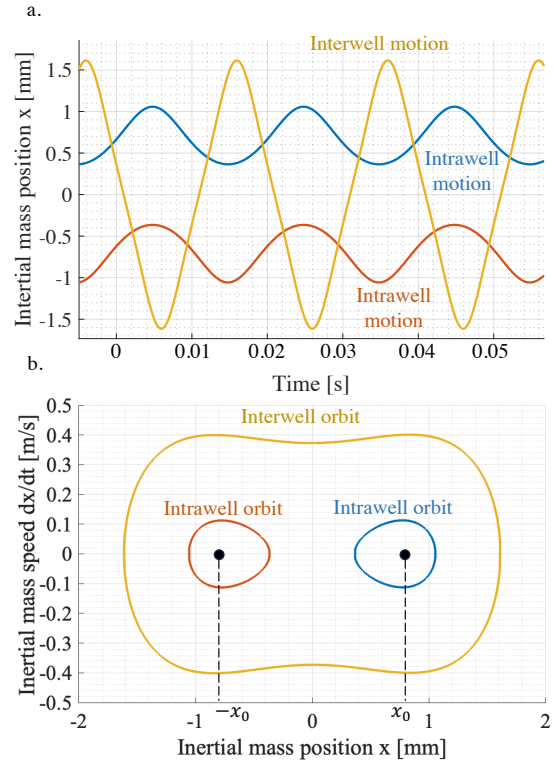 a.
Interwell motion
Intertial mass position x [mm]
1.5
1
0.5
0
-0.5
-1
-1.5
Intrawell
motion
Intrawell
motion
0
0.01
0.02
0.03
0.04
0.05
Time [s]
b.
Inertial mass speed dx/dt [m/s]
0.5
0.4
0.3
0.2
0.1
0
-0.1
-0.2
-0.3
-0.4
-0.5
Interwell orbit
Intrawell orbit
Intrawell orbit
−x₀
x₀
-2
-1
0
1
2
Inertial mass position x [mm]